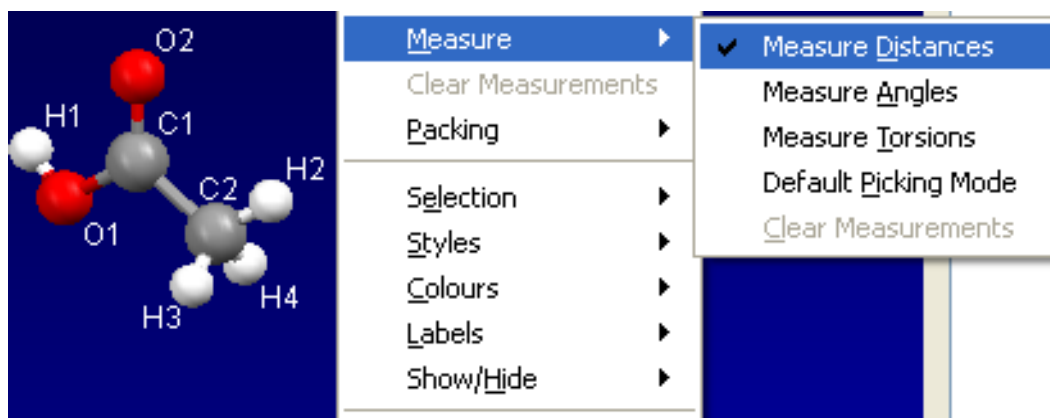 O2
H1
C1
C2
H2
O1
H4
H3
Measure
Clear Measurements
Packing
Selection
Styles
Colours
Labels
Show/Hide
Measure Distances
Measure Angles
Measure Torsions
Default Picking Mode
Clear Measurements